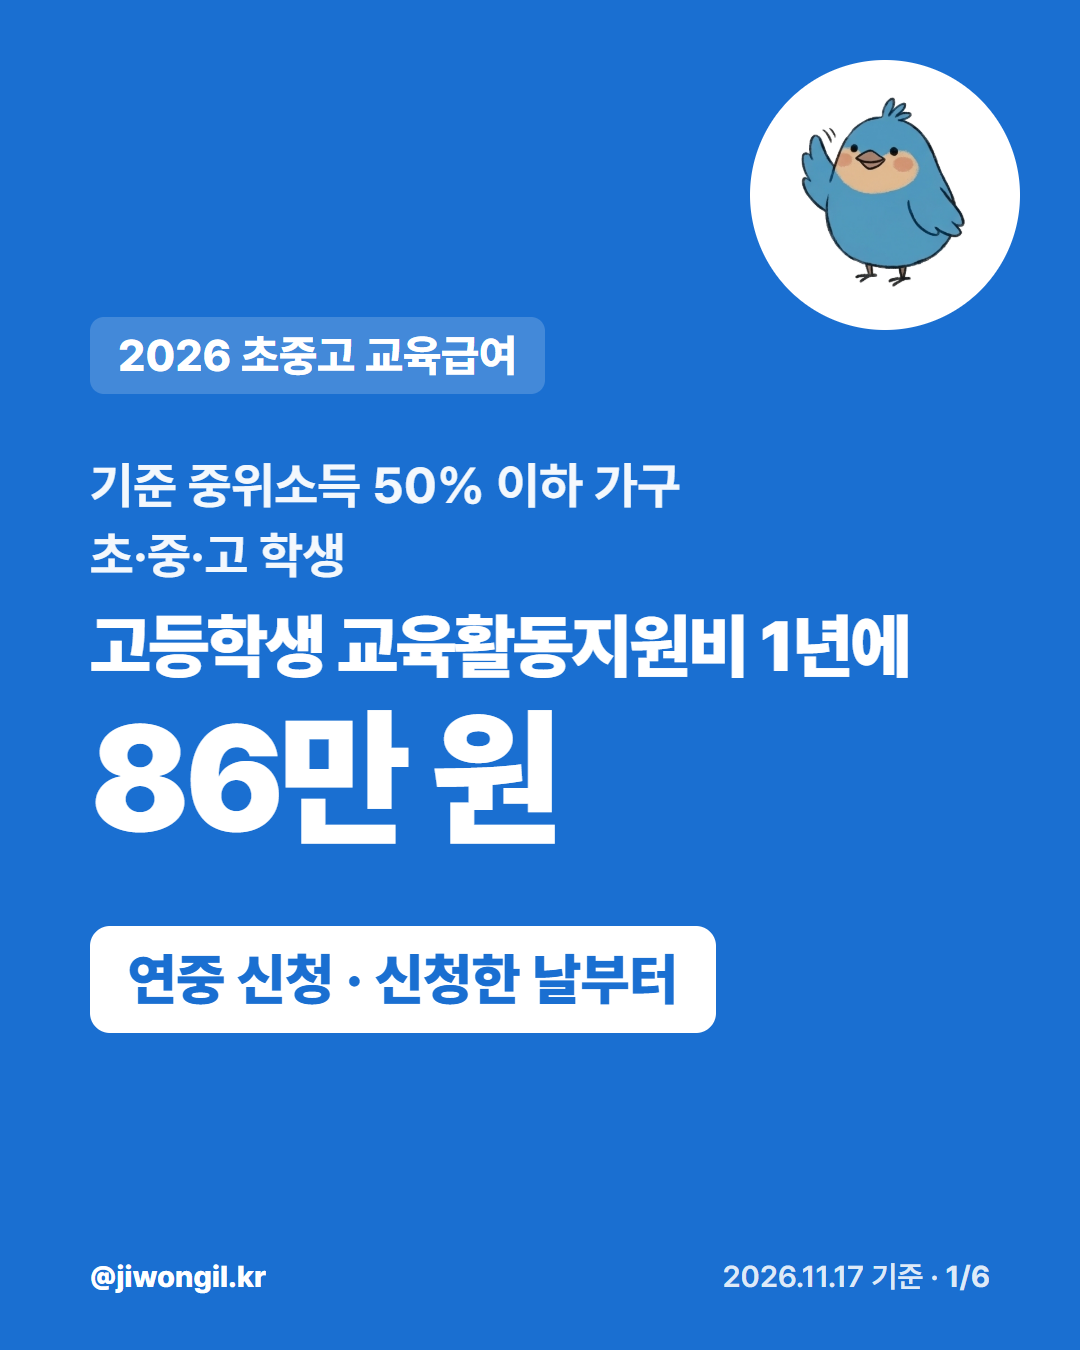 2026 초중고 교육급여
기준 중위소득 50% 이하 가구
초·중·고 학생
고등학생 교육활동지원비 1년에
86만 원
연중 신청 · 신청한 날부터
@jiwongil.kr
2026.11.17 기준 · 1/6